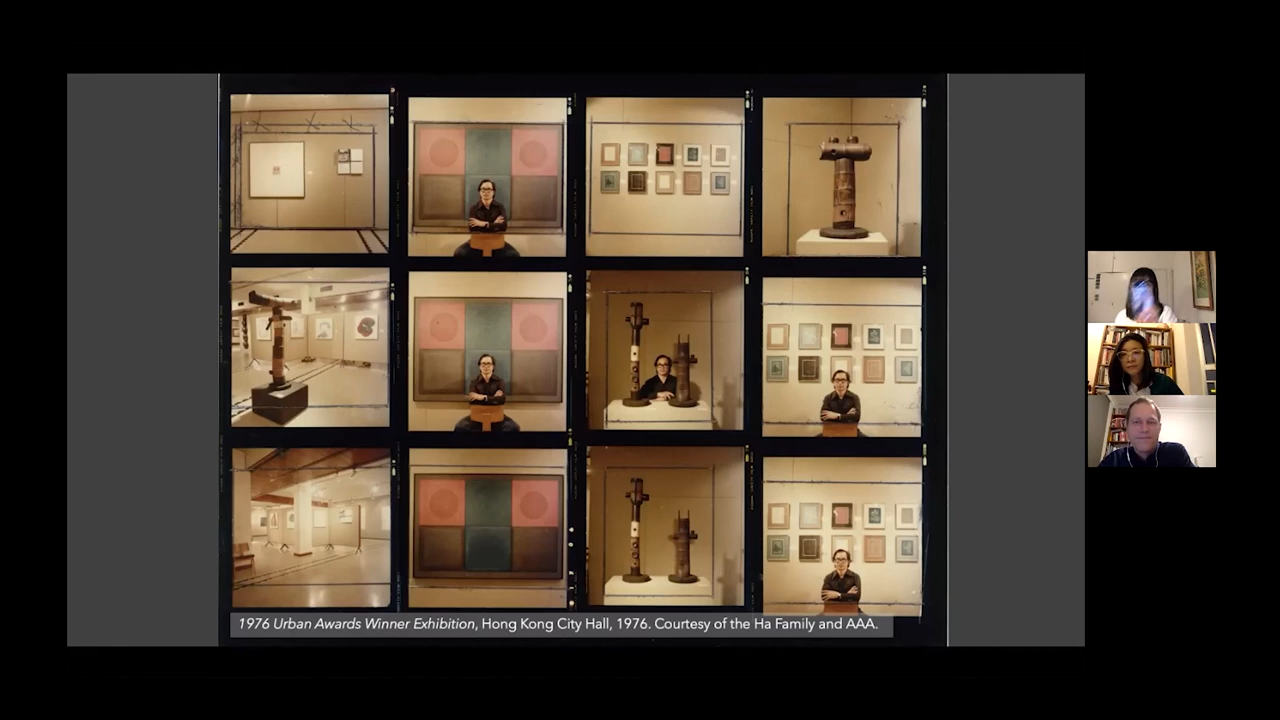 1976 Urban Awards Winner Exhibition, Hong Kong City Hall, 1976. Courtesy of the Ha Family and AAA.